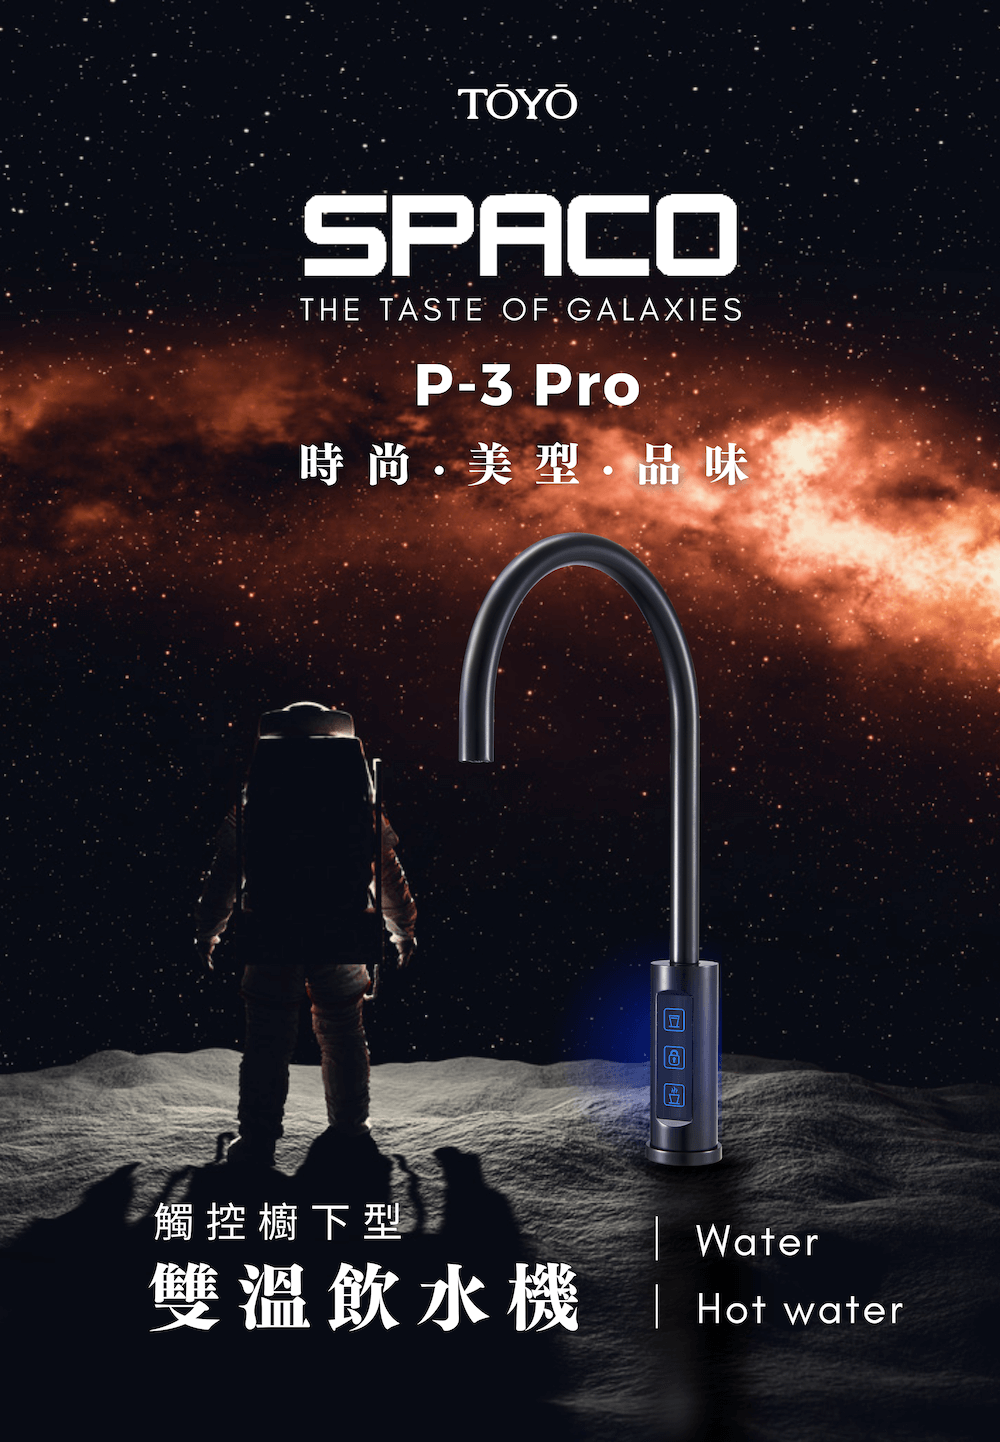 TŌYŌ
SPACO
THE TASTE OF GALAXIES
P-3 Pro
時尚·美型·品味
觸控櫥下型
雙溫飲水機
Water
Hot water